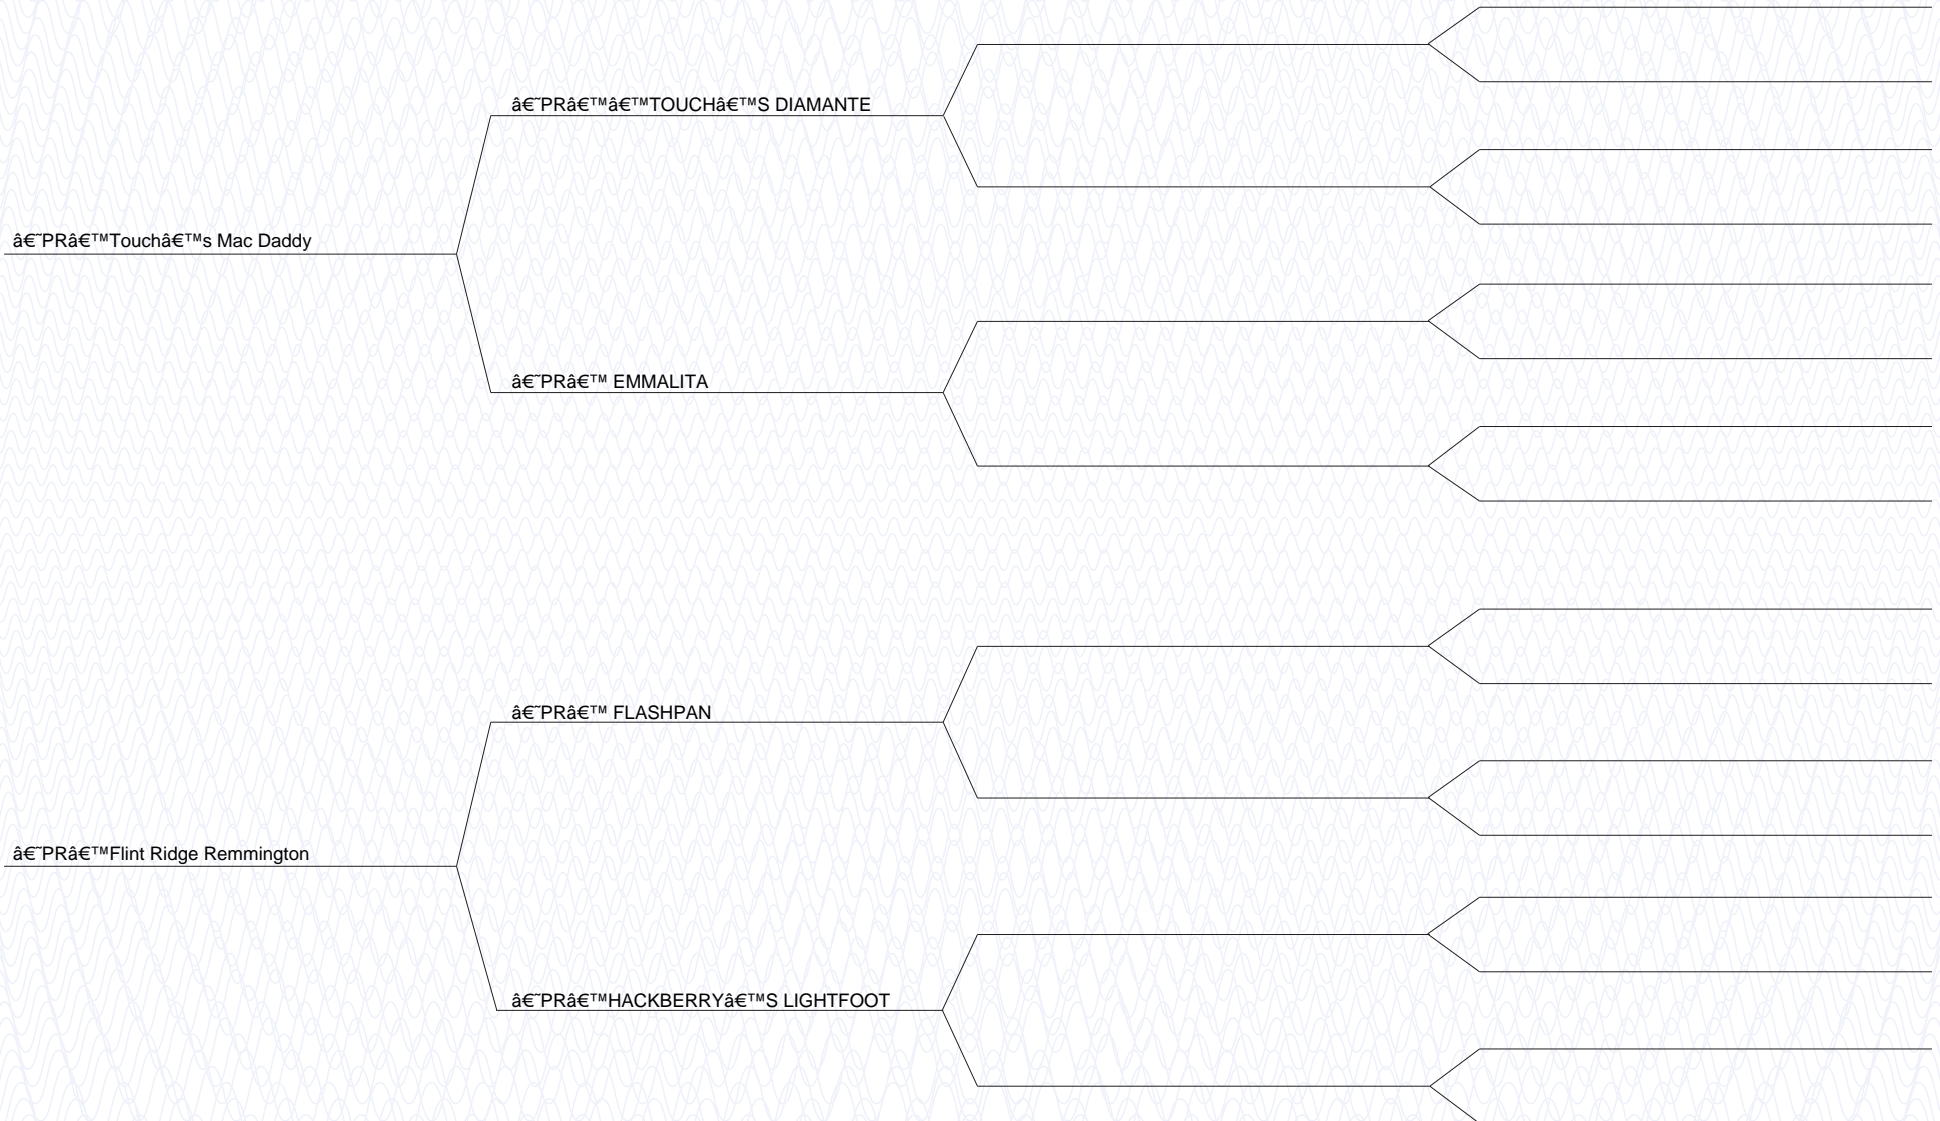 â€˜PRâ€™â€™TOUCHâ€™S DIAMANTE
â€˜PRâ€™Touchâ€™s Mac Daddy
â€˜PRâ€™ EMMALITA
â€˜PRâ€™ FLASHPAN
â€˜PRâ€™Flint Ridge Remmington
â€˜PRâ€™HACKBERRYâ€™S LIGHTFOOT